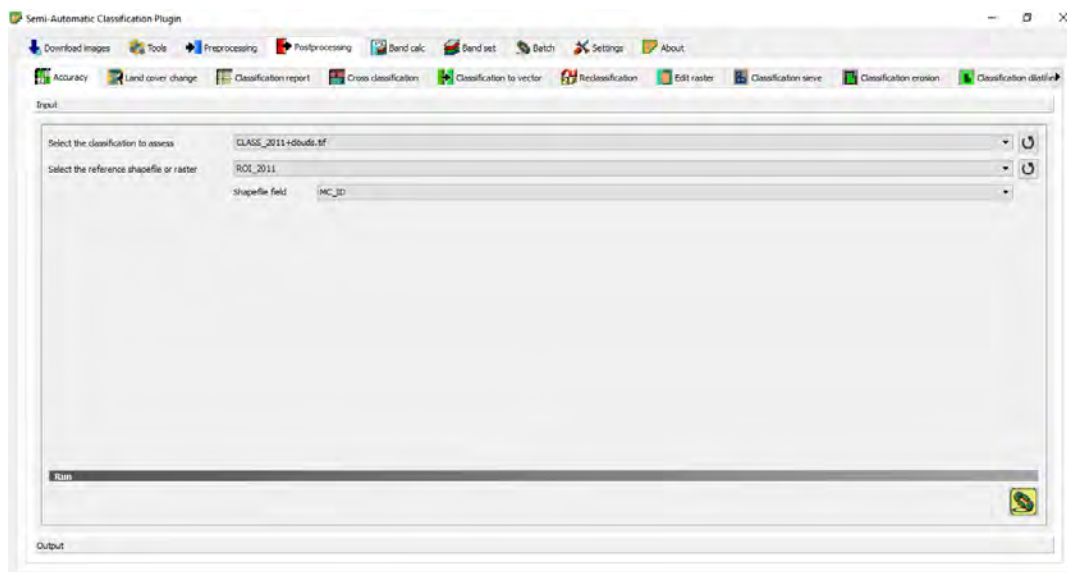 Semi-Automatic Classification Plugin
Download images Tools Preprocessing Postprocessing Band calc Band set Batch Settings About
Accuracy Land cover change Classification report Cross classification Classification to vector Reclassification Edit raster Classification sieve Classification erosion Classification dilation
Input
Select the classification to assess CLASS_2011+clouds.tif
Select the reference shapefile or raster ROI_2011
Shapefile field MC_ID
Run
Output